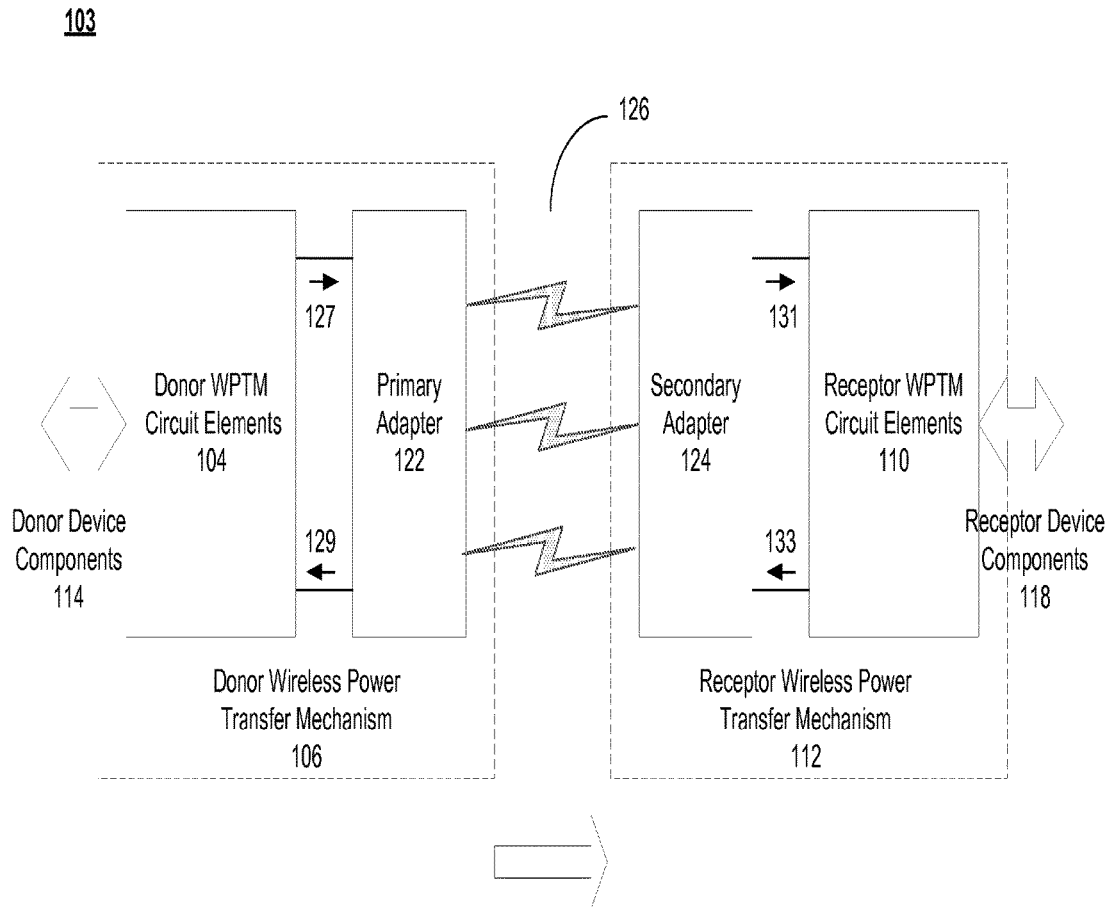 103
126
127
131
Donor WPTM
Circuit Elements
104
Primary
Adapter
122
Secondary
Adapter
124
Receptor WPTM
Circuit Elements
110
Donor Device
Components
114
129
133
Receptor Device
Components
118
Donor Wireless Power
Transfer Mechanism
106
Receptor Wireless Power
Transfer Mechanism
112